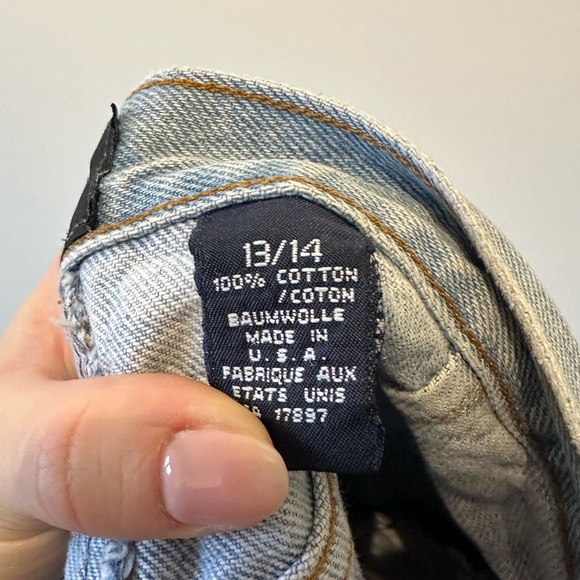 13/14
100% COTTON
/COTON
BAUMWOLLE
MADE IN
U.S.A.
FABRIQUE AUX
ETATS UNIS
17897